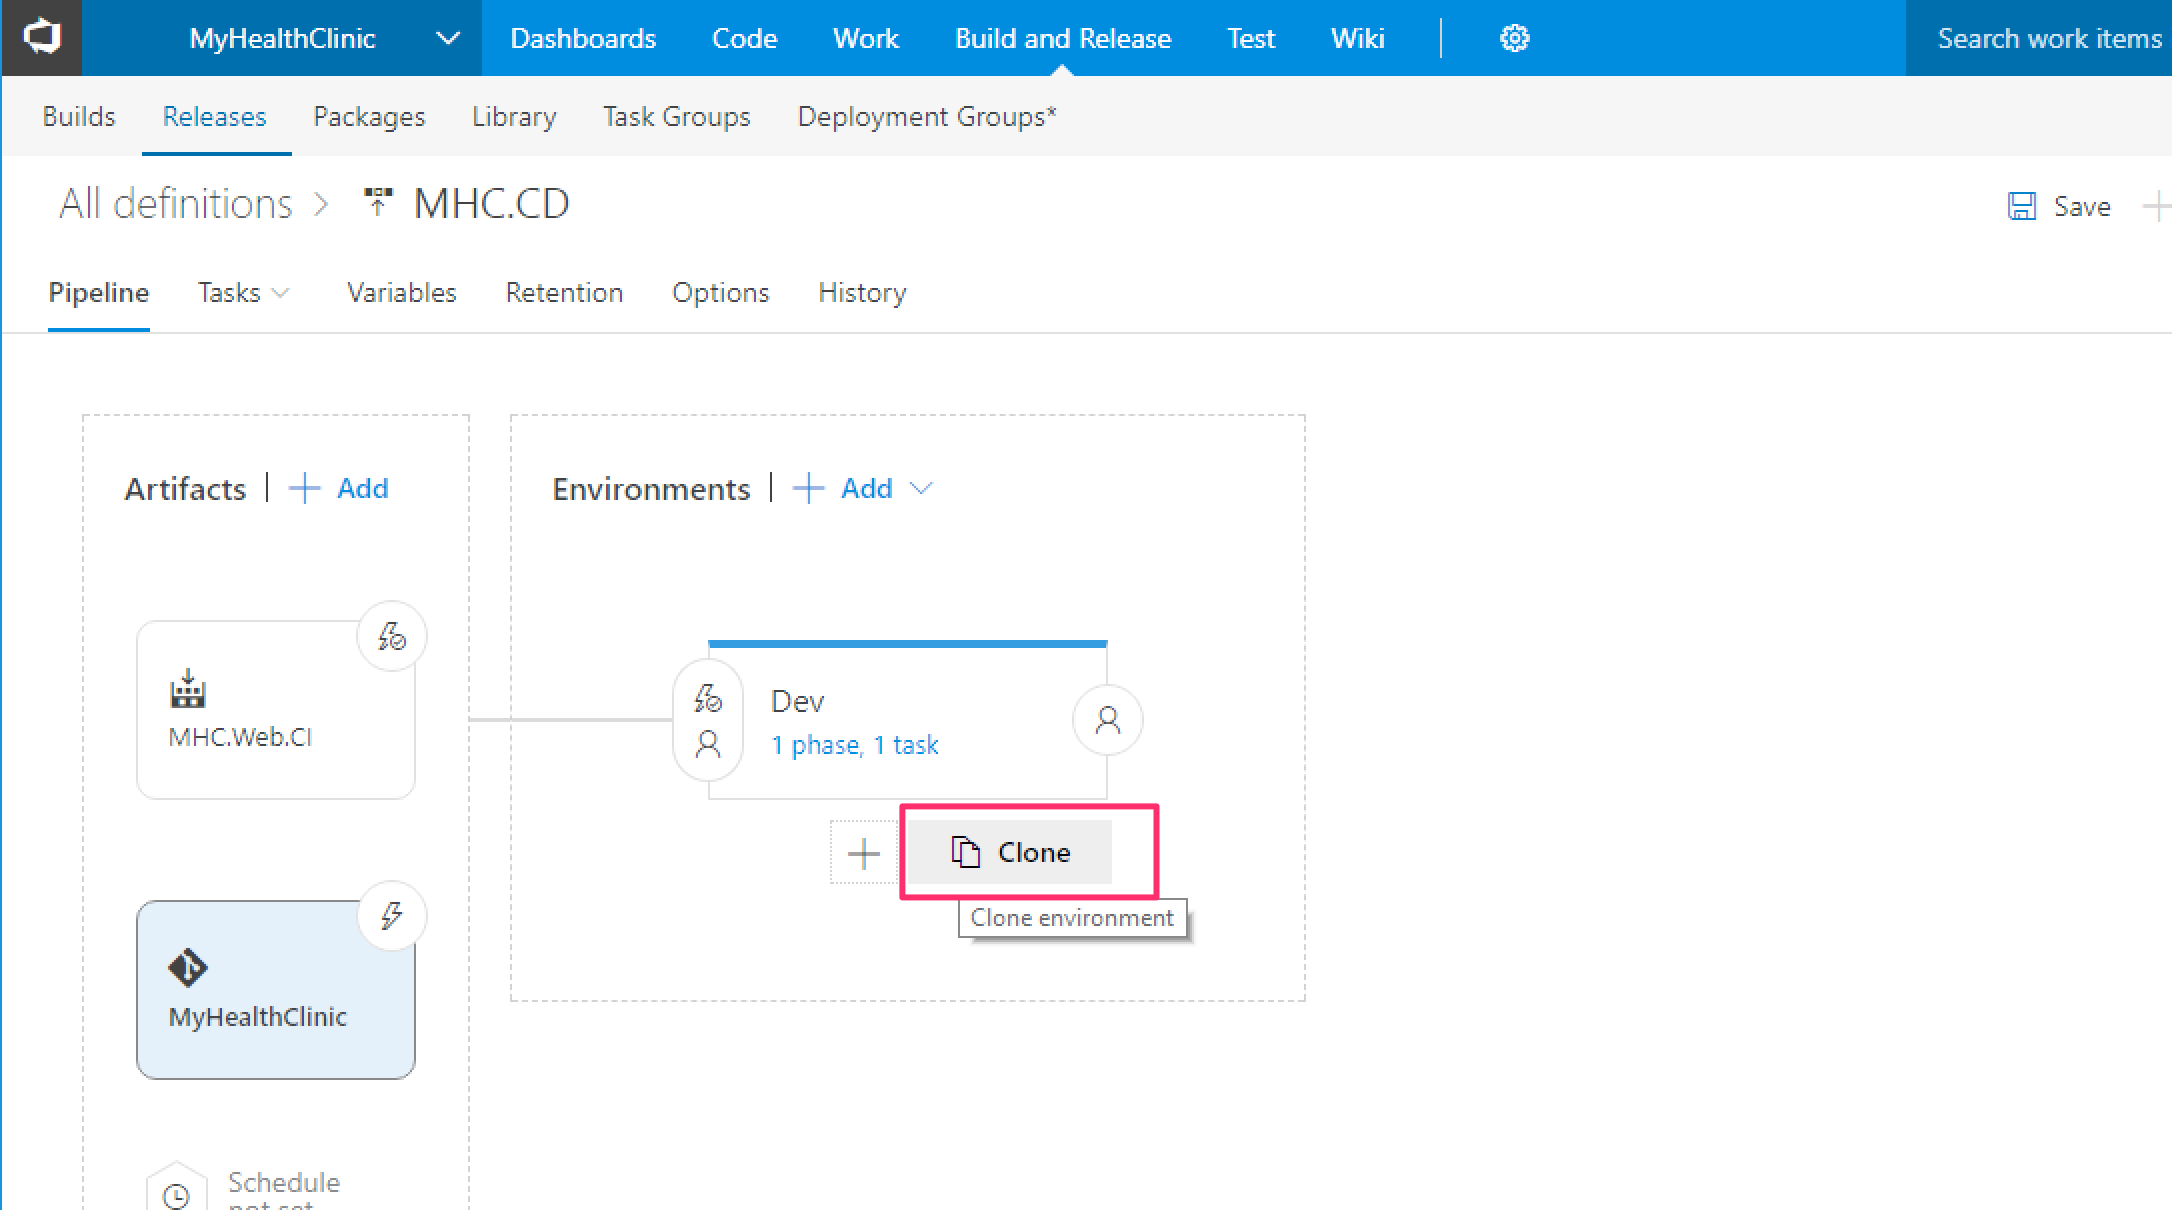 MyHealthClinic Dashboards Code Work Build and Release Test Wiki Search work items
Builds Releases Packages Library Task Groups Deployment Groups*
All definitions > MHC.CD Save
Pipeline Tasks Variables Retention Options History
Artifacts | + Add
Environments | + Add
MHC.Web.CI
Dev
1 phase, 1 task
Clone
Clone environment
MyHealthClinic
Schedule
not set